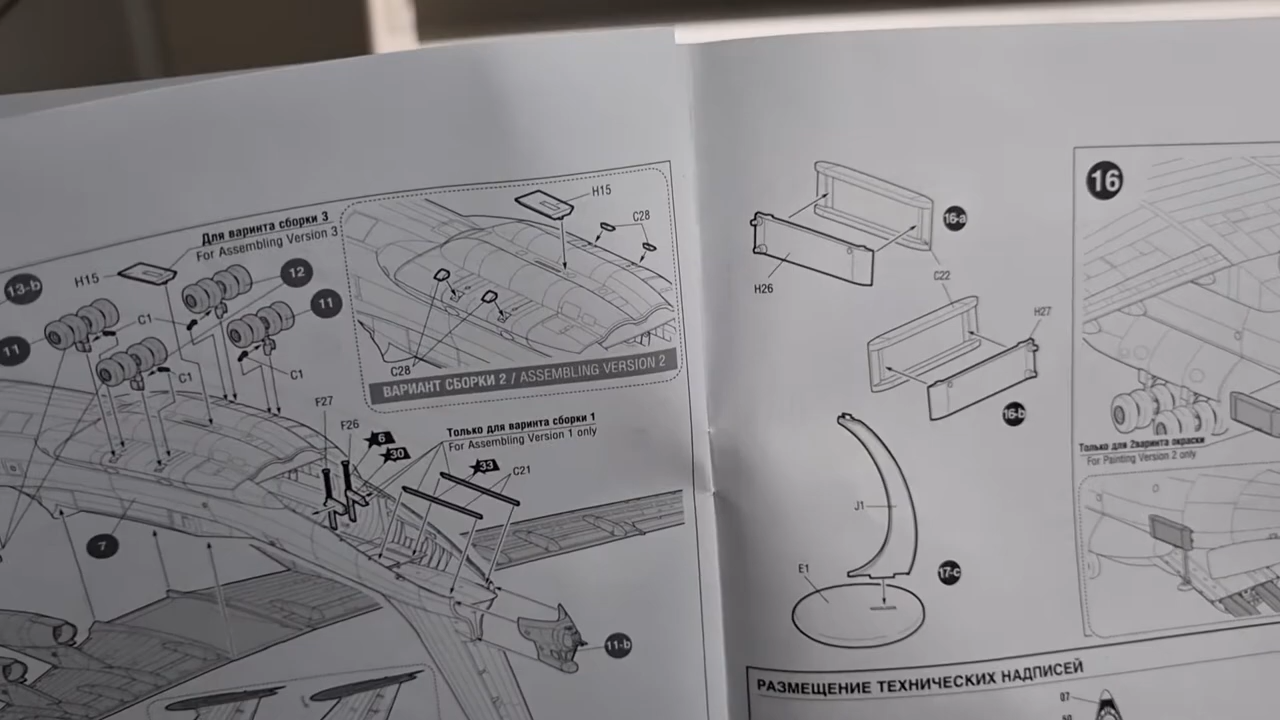 13-b
H15
Для варинта сборки 3
For Assembling Version 3
12
11
C1
11
C1
C1
H15
C28
C28
ВАРИАНТ СБОРКИ 2 / ASSEMBLING VERSION 2
F27
F26
6
30
Только для варинта сборки 1
For Assembling Version 1 only
33
C21
7
11-b
16-a
H26
C22
H27
16-b
J1
E1
17-c
16
Только для 2варинта окраски
For Painting Version 2 only
РАЗМЕЩЕНИЕ ТЕХНИЧЕСКИХ НАДПИСЕЙ
07